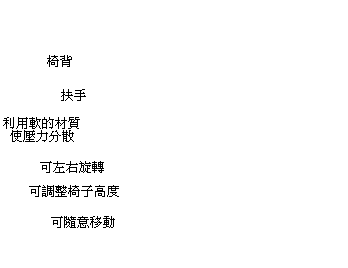 椅背
扶手
利用軟的材質
使壓力分散
可左右旋轉
可調整椅子高度
可隨意移動